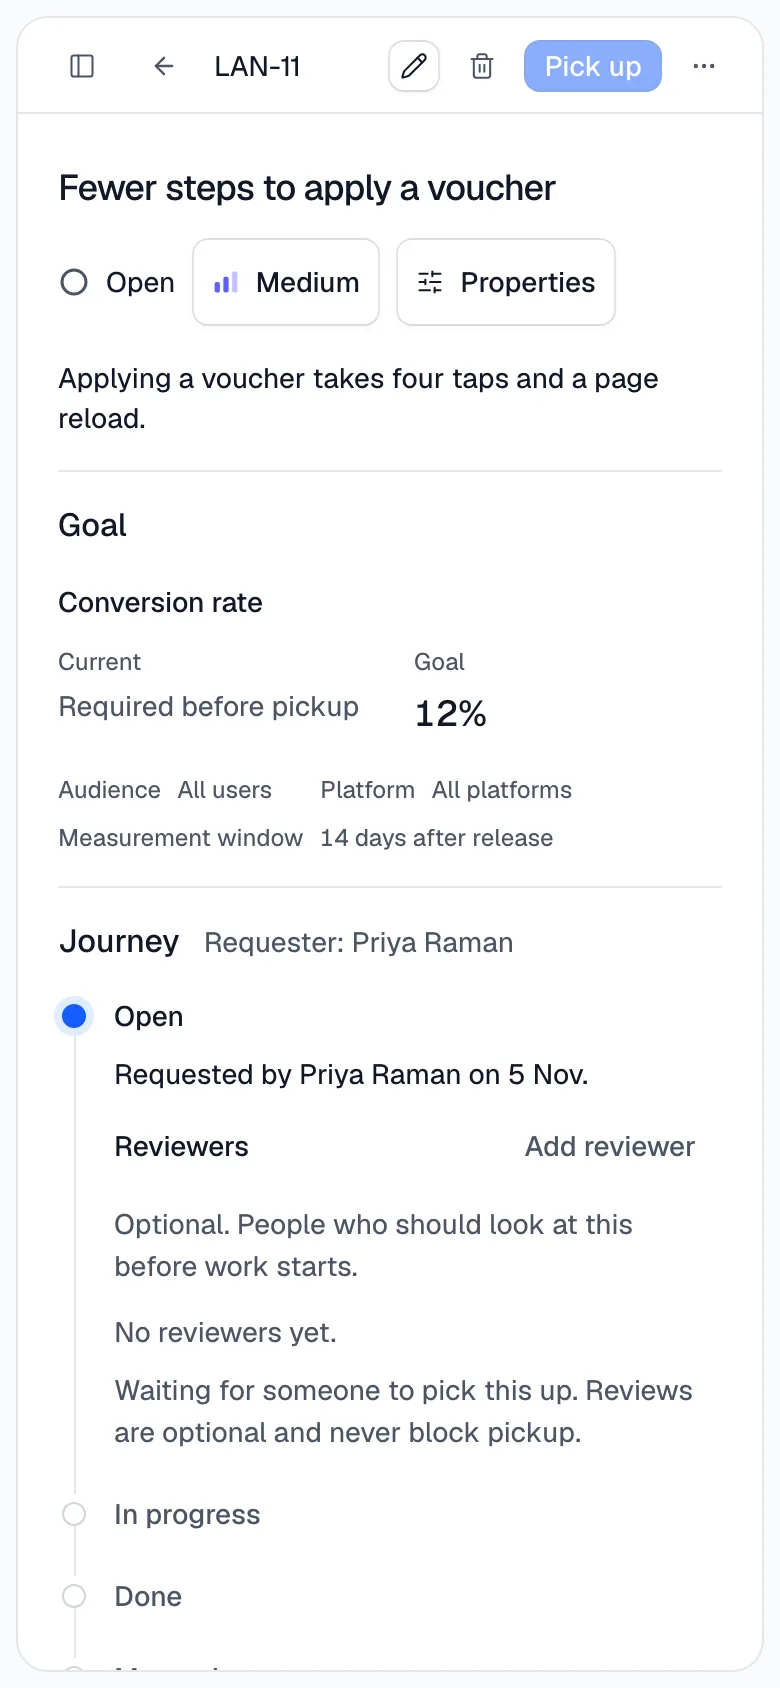 LAN-11
Pick up
Fewer steps to apply a voucher
Open
Medium
Properties
Applying a voucher takes four taps and a page
reload.
Goal
Conversion rate
Current
Goal
Required before pickup
12%
Audience All users
Platform All platforms
Measurement window 14 days after release
Journey
Requester: Priya Raman
Open
Requested by Priya Raman on 5 Nov.
Reviewers
Add reviewer
Optional. People who should look at this
before work starts.
No reviewers yet.
Waiting for someone to pick this up. Reviews
are optional and never block pickup.
In progress
Done